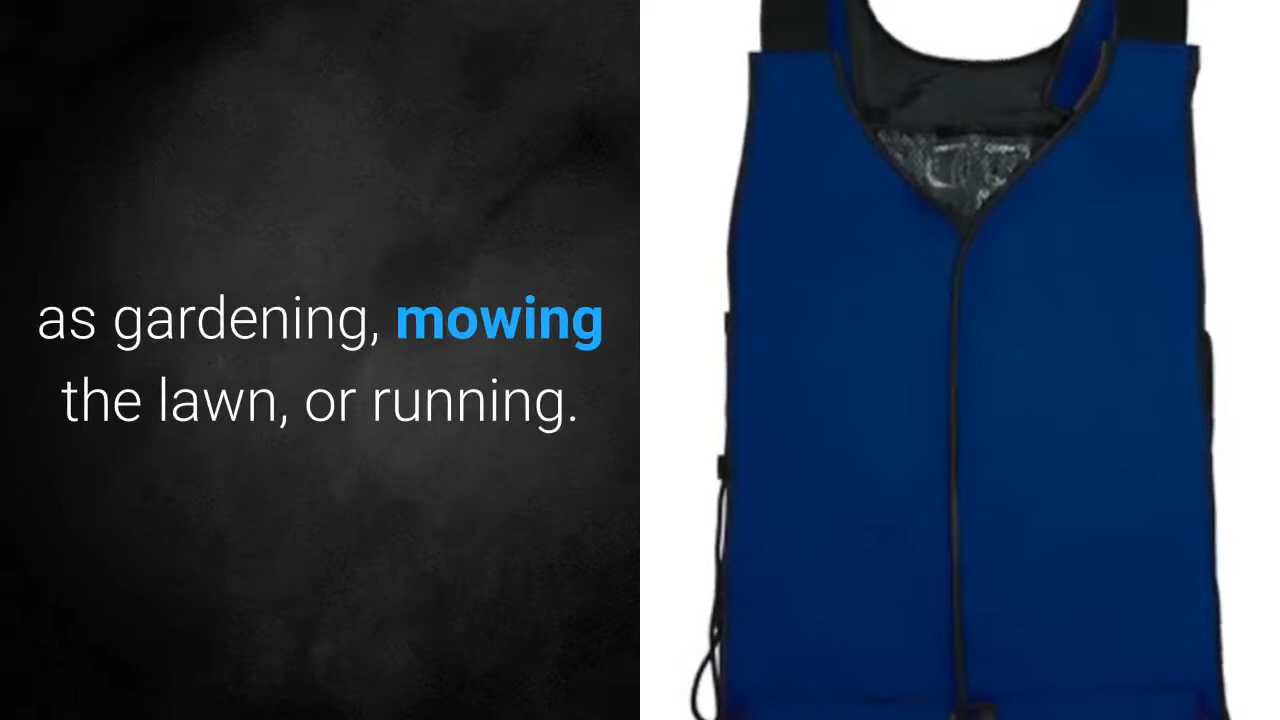 as gardening, mowing
the lawn, or running.